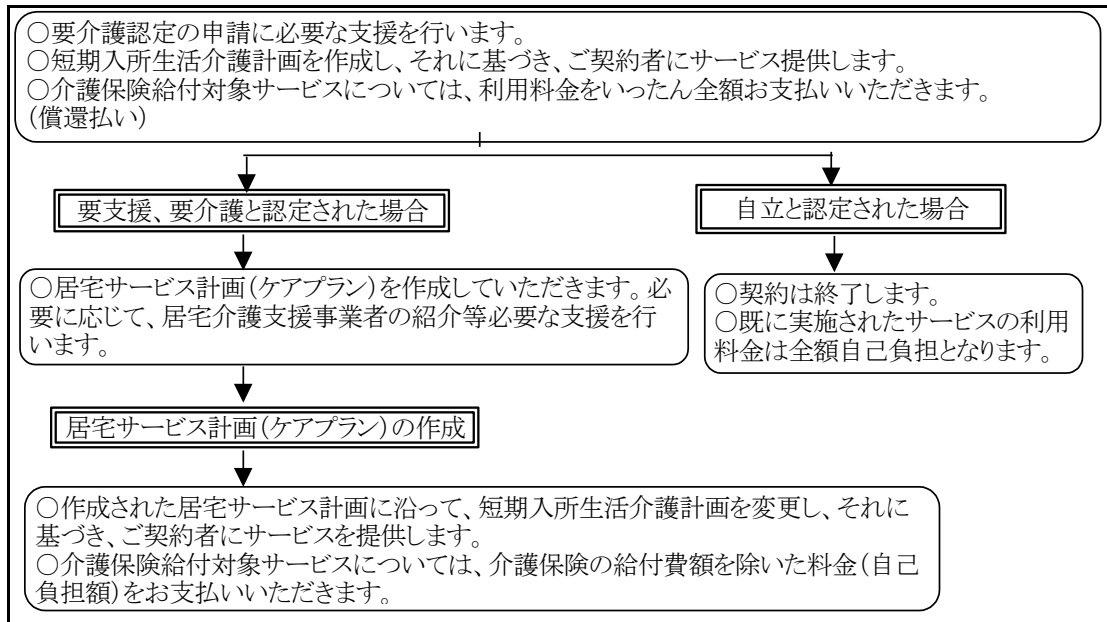 ○要介護認定の申請に必要な支援を行います。
○短期入所生活介護計画を作成し、それに基づき、ご契約者にサービス提供します。
○介護保険給付対象サービスについては、利用料金をいったん全額お支払いいただきます。
(償還払い)
要支援、要介護と認定された場合
自立と認定された場合
○居宅サービス計画(ケアプラン)を作成していただきます。必
要に応じて、居宅介護支援事業者の紹介等必要な支援を行
います。
○契約は終了します。
○既に実施されたサービスの利用
料金は全額自己負担となります。
居宅サービス計画(ケアプラン)の作成
○作成された居宅サービス計画に沿って、短期入所生活介護計画を変更し、それに
基づき、ご契約者にサービスを提供します。
○介護保険給付対象サービスについては、介護保険の給付費額を除いた料金(自己
負担額)をお支払いいただきます。